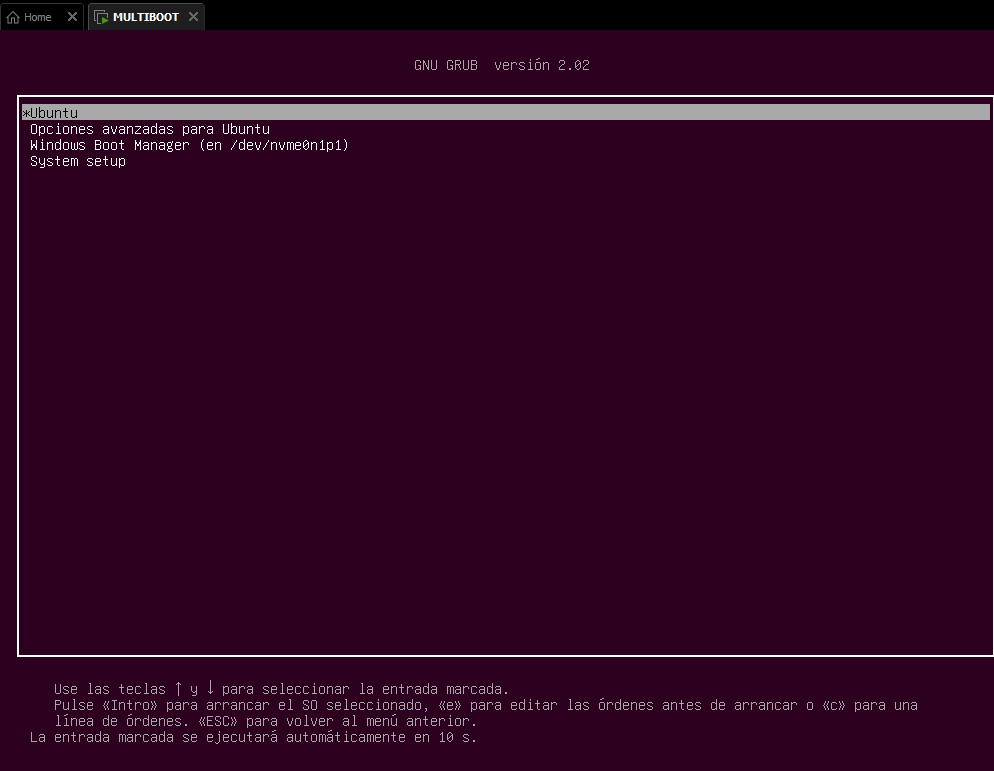 Home
MULTIBOOT
GNU GRUB versión 2.02
*Ubuntu
Opciones avanzadas para Ubuntu
Windows Boot Manager (en /dev/nvme0n1p1)
System setup
Use las teclas ↑ y ↓ para seleccionar la entrada marcada.
Pulse «Intro» para arrancar el SO seleccionado, «e» para editar las órdenes antes de arrancar o «c» para una
línea de órdenes. «ESC» para volver al menú anterior.
La entrada marcada se ejecutará automáticamente en 10 s.